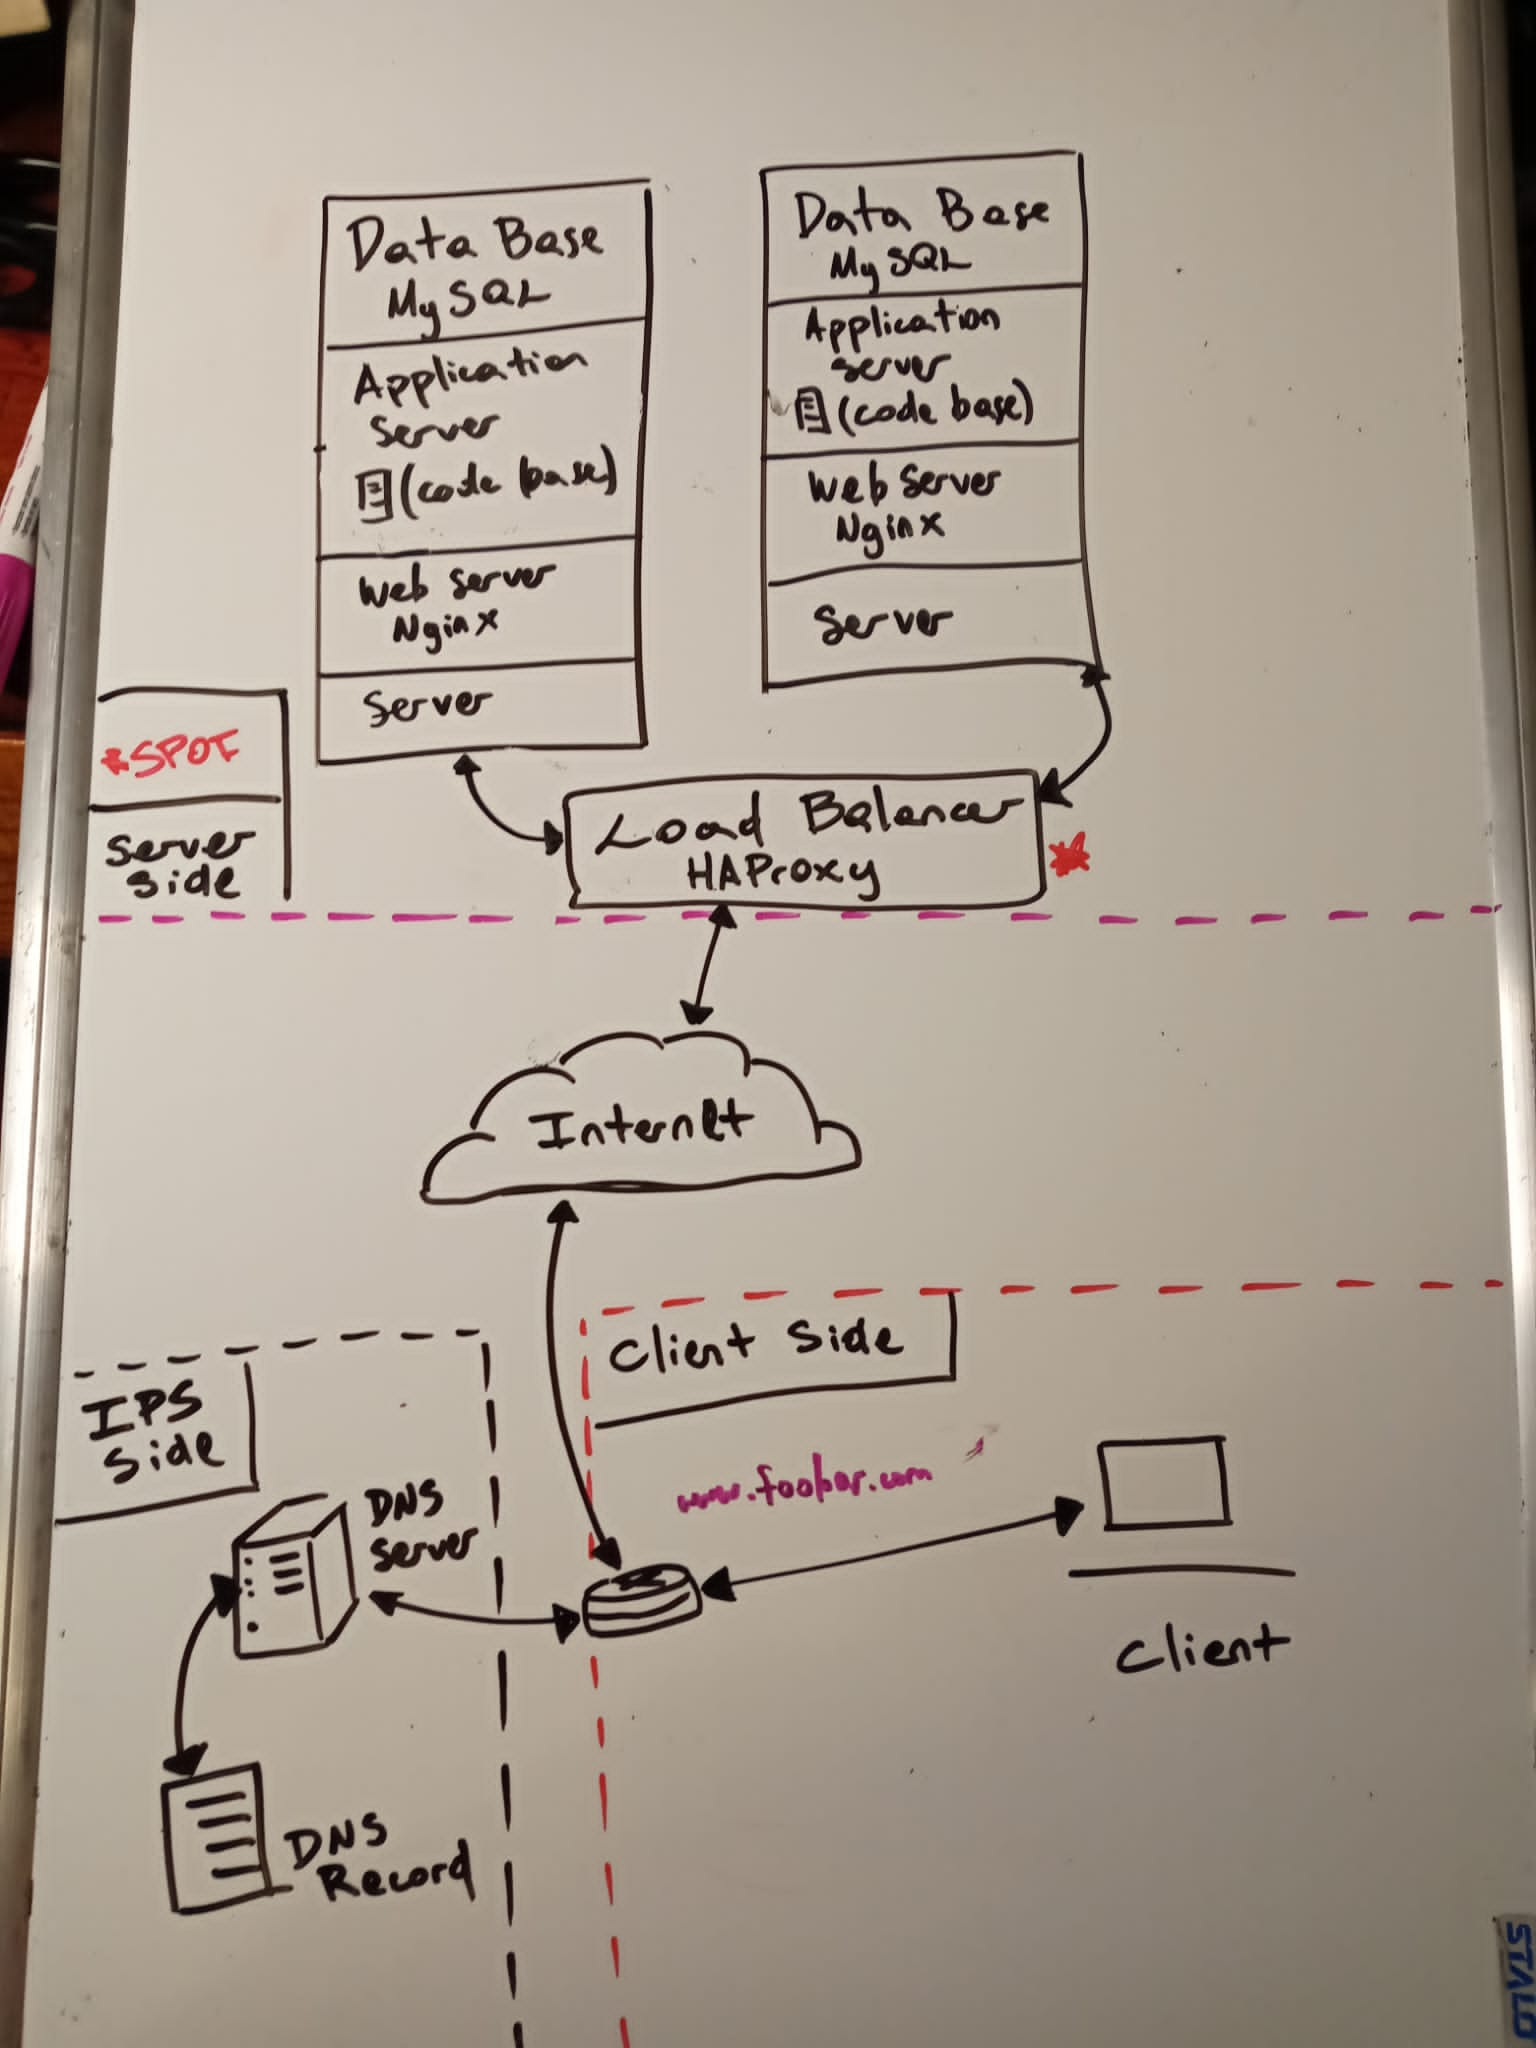 Data Base
MySQL
Application
Server
(code base)
Web Server
Nginx
Server
Data Base
MySQL
Application
Server
(code base)
Web Server
Nginx
Server
*SPOF
Server
Side
Load Balancer
HAProxy
Internet
Client Side
IPS
Side
www.foobar.com
DNS
Server
Client
DNS
Record